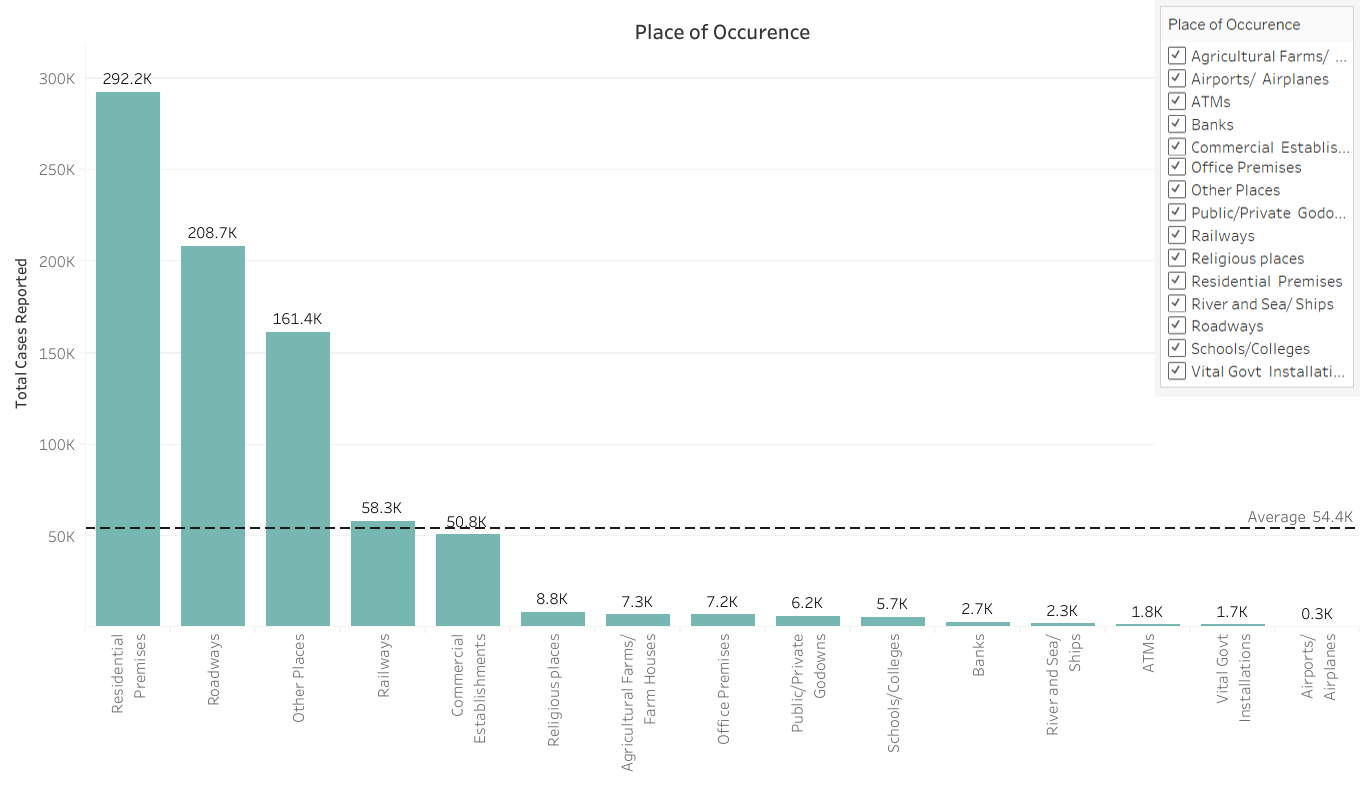 Place of Occurence
Place of Occurence
Agricultural Farms/ ...
Airports/ Airplanes
ATMs
Banks
Commercial Establis...
Office Premises
Other Places
Public/Private Godo...
Railways
Religious places
Residential Premises
River and Sea/ Ships
Roadways
Schools/Colleges
Vital Govt Installati...
Total Cases Reported
300K
250K
200K
150K
100K
50K
292.2K
208.7K
161.4K
58.3K
50.8K
8.8K
7.3K
7.2K
6.2K
5.7K
2.7K
2.3K
1.8K
1.7K
0.3K
Average 54.4K
Residential
Premises
Roadways
Other Places
Railways
Commercial
Establishments
Religious places
Agricultural Farms/
Farm Houses
Office Premises
Public/Private
Godowns
Schools/Colleges
Banks
River and Sea/
Ships
ATMs
Vital Govt
Installations
Airports/
Airplanes